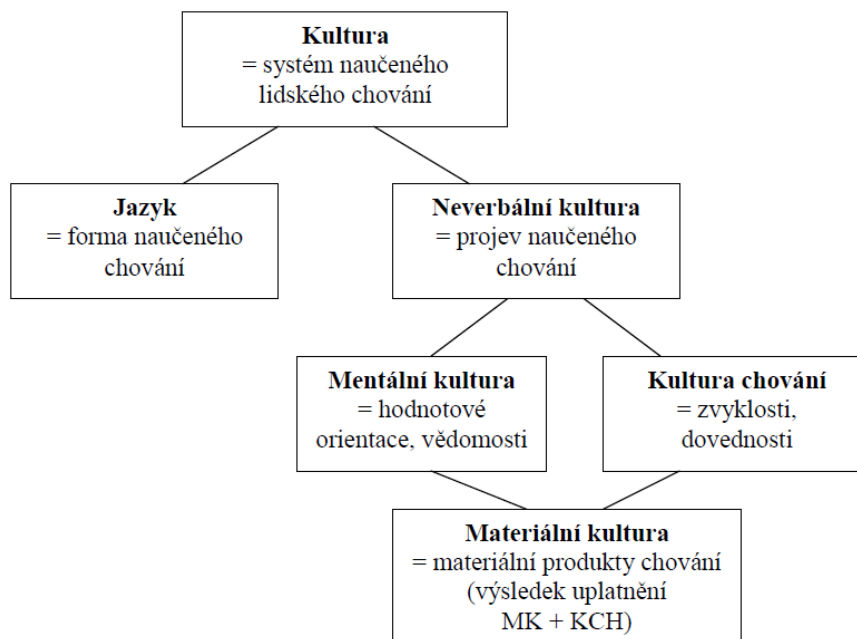 Kultura
= systém naučeného
lidského chování
Jazyk
= forma naučeného
chování
Neverbální kultura
= projev naučeného
chování
Mentální kultura
= hodnotové
orientace, vědomosti
Kultura chování
= zvyklosti,
dovednosti
Materiální kultura
= materiální produkty chování
(výsledek uplatnění
MK + KCH)